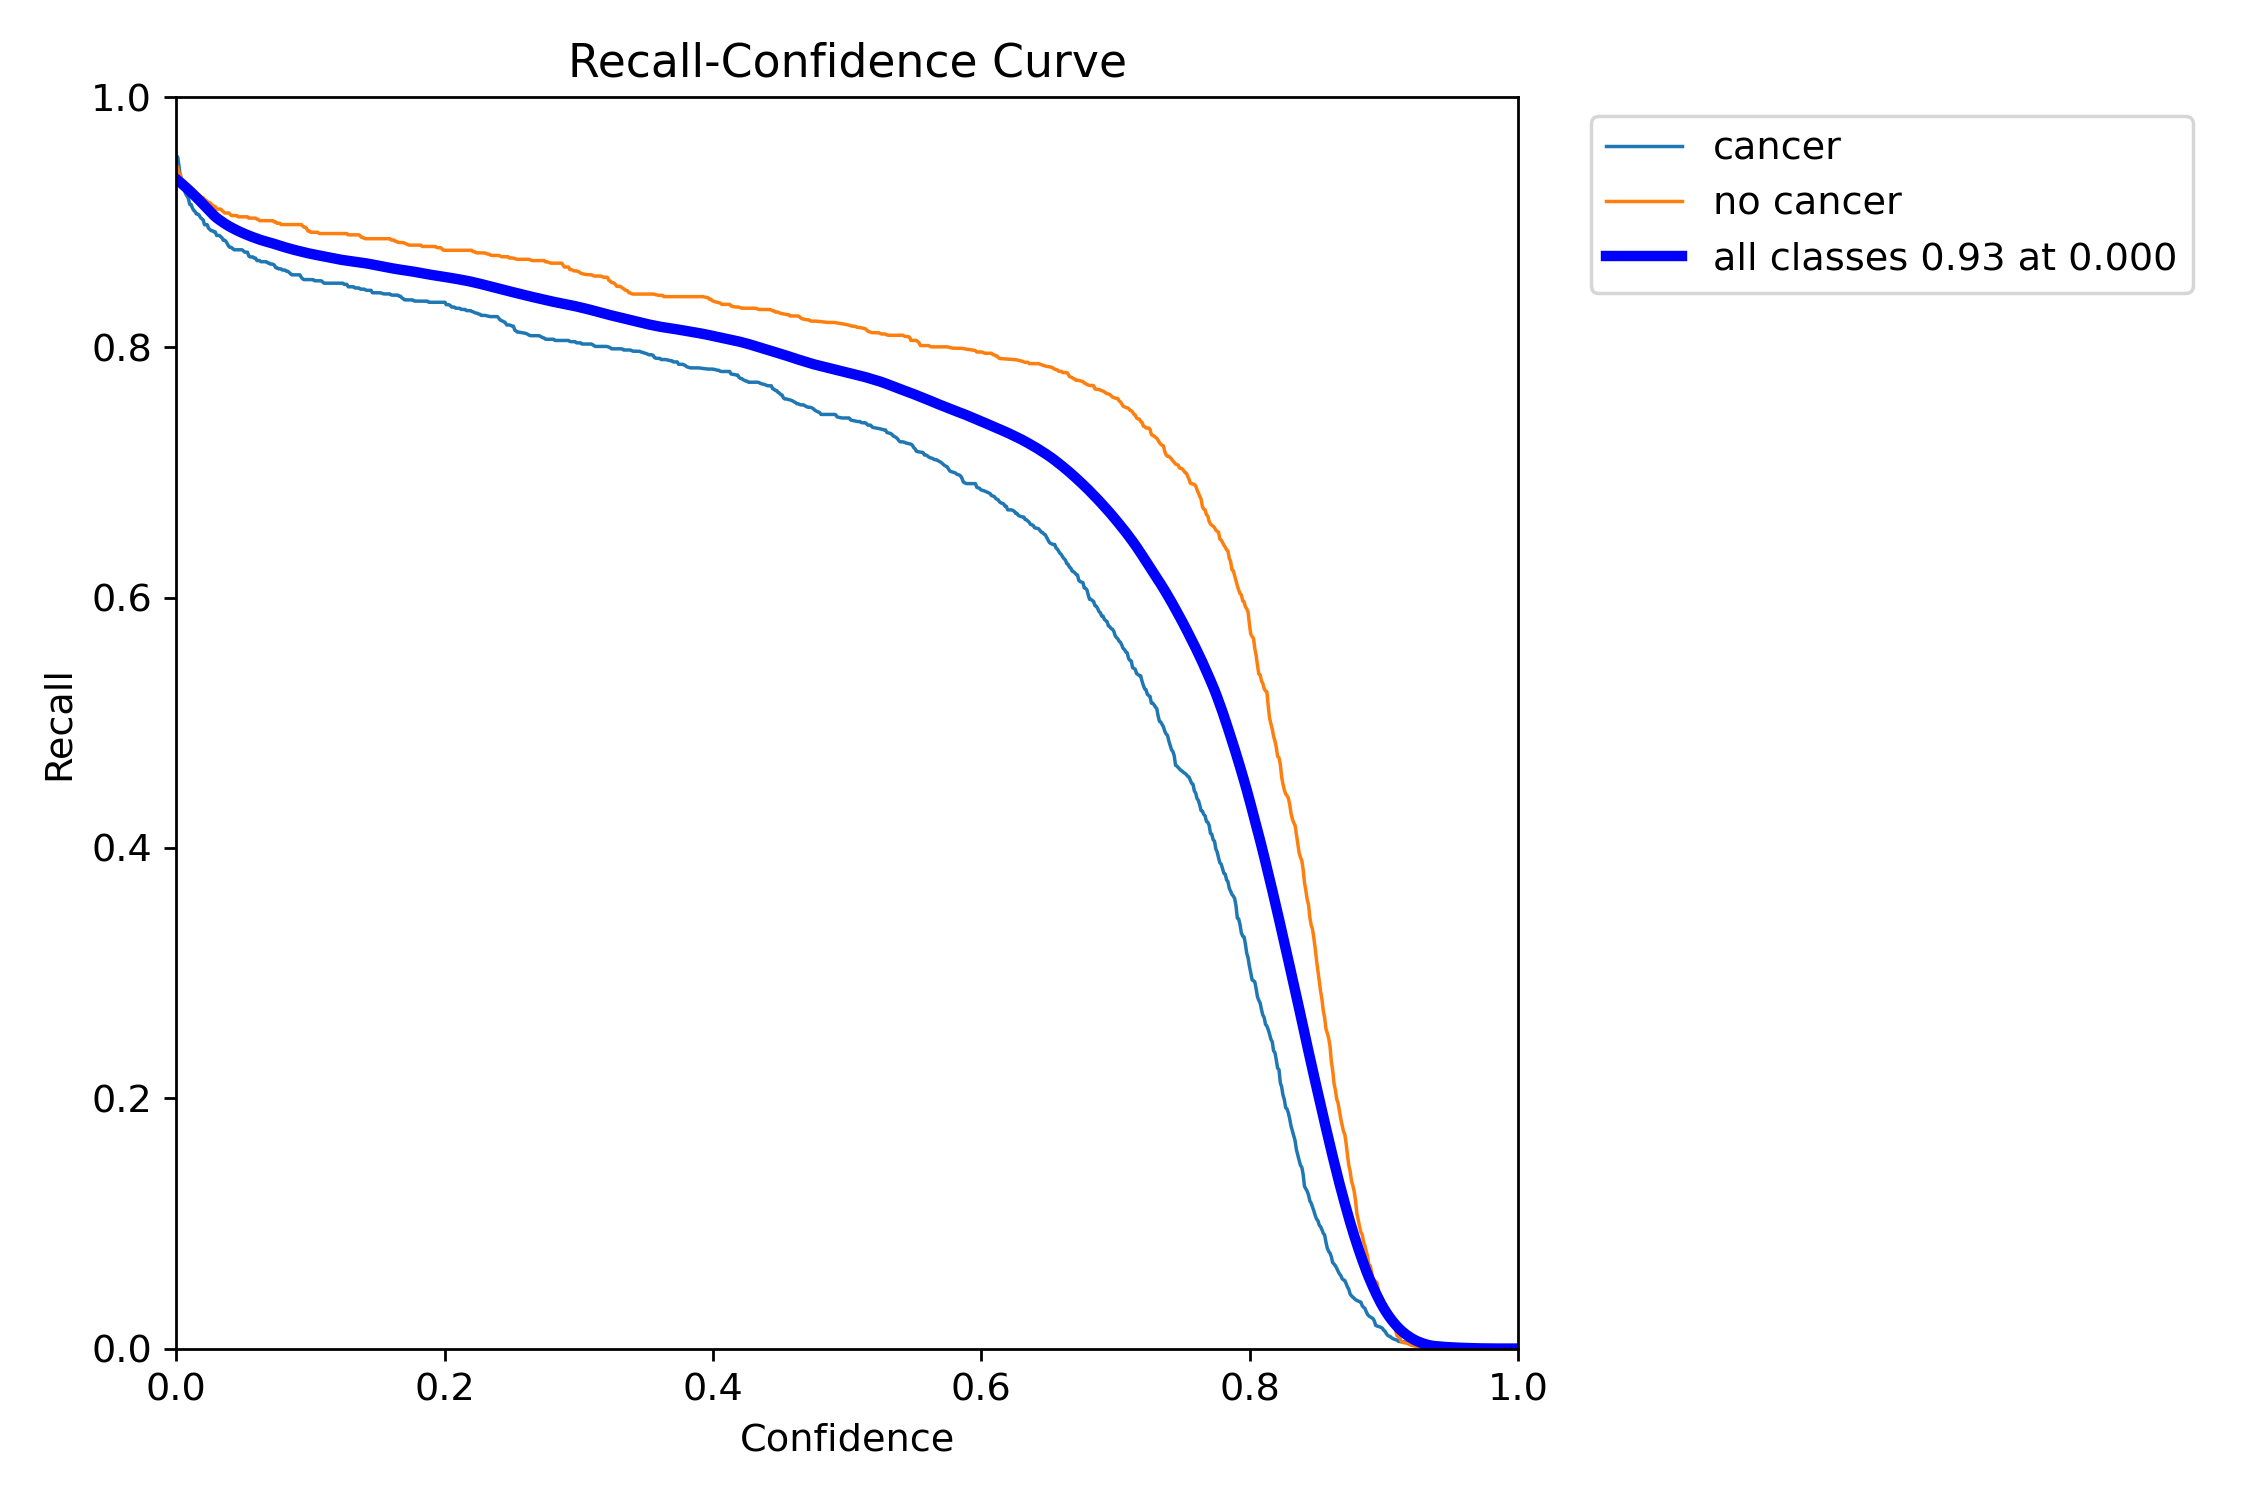 Recall-Confidence Curve
1.0
0.8
0.6
0.4
0.2
0.0
Recall
0.0 0.2 0.4 0.6 0.8 1.0
Confidence
cancer
no cancer
all classes 0.93 at 0.000